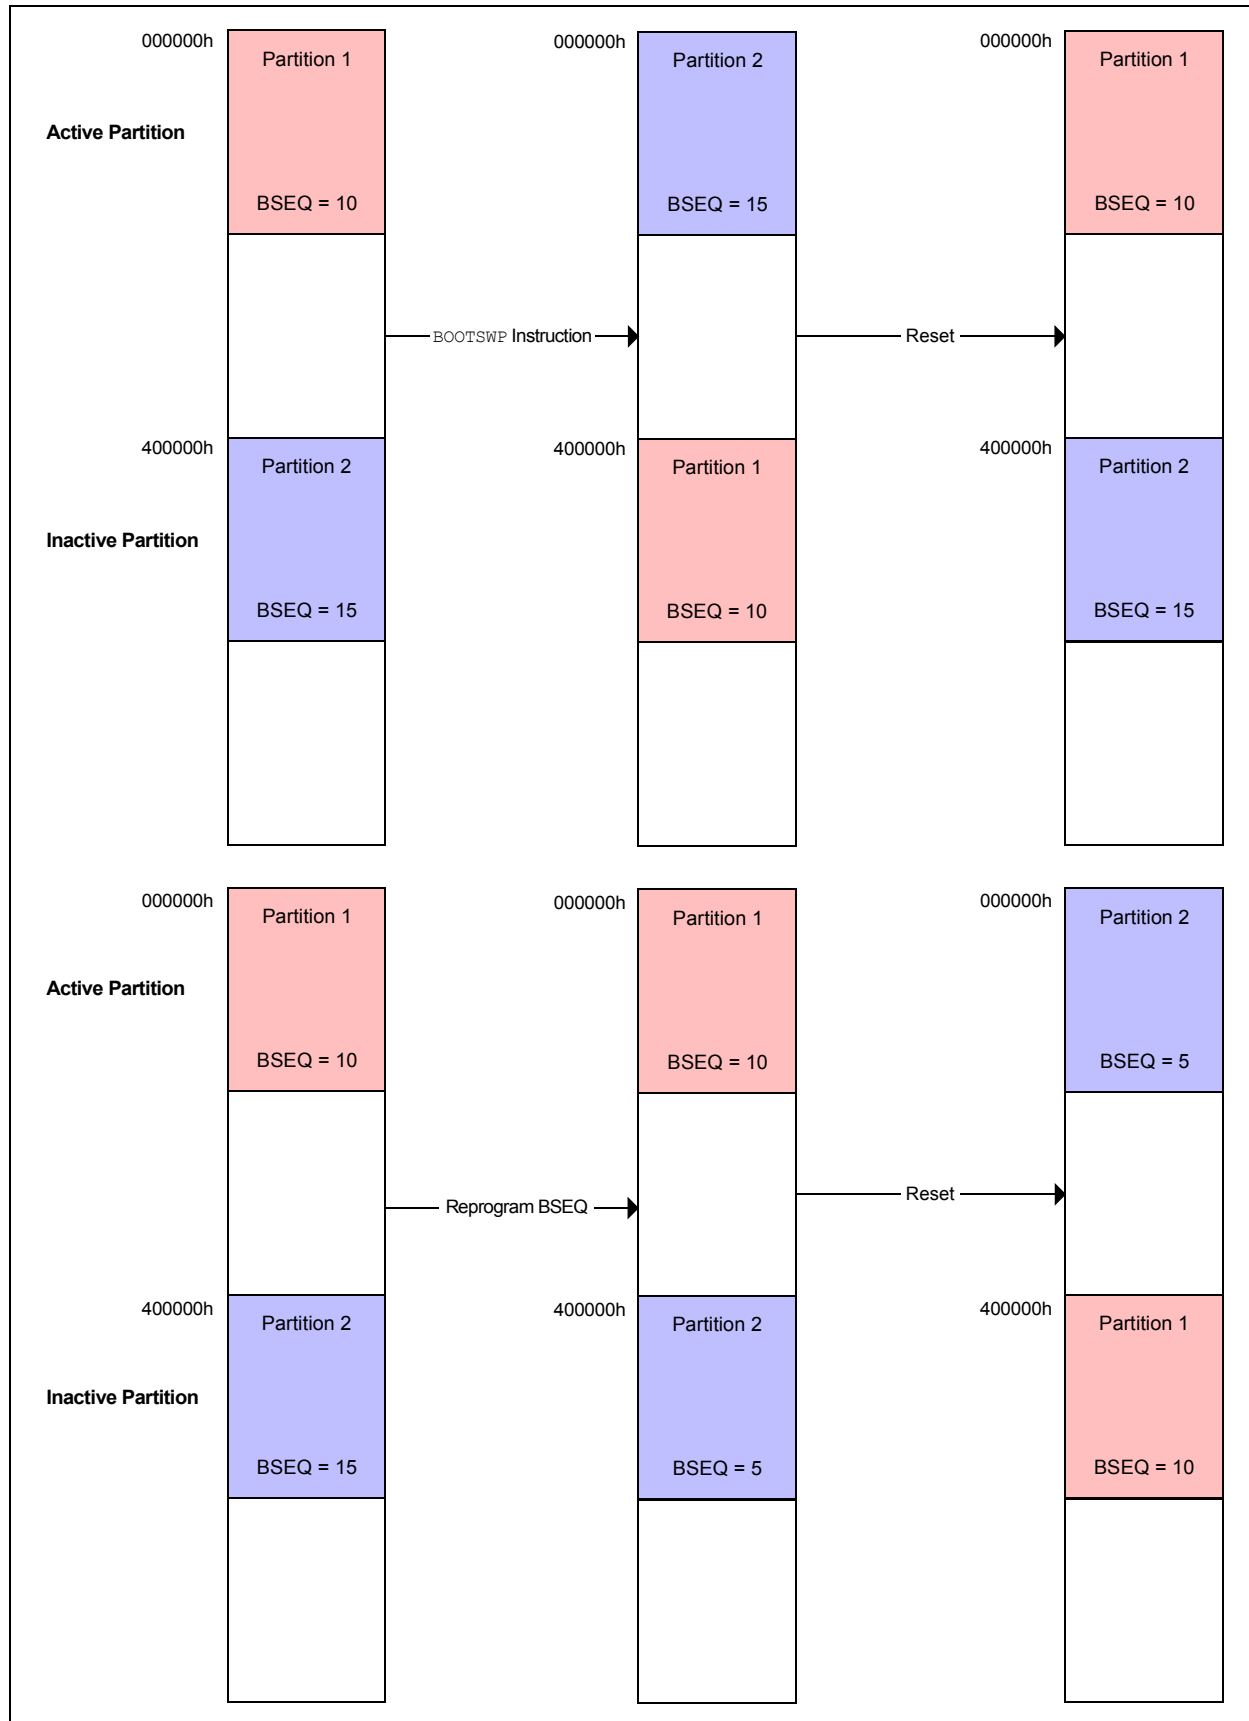 000000h 000000h 000000h
Partition 1 Partition 2 Partition 1
Active Partition
BSEQ = 10 BSEQ = 15 BSEQ = 10
BOOTSWP Instruction Reset
400000h 400000h 400000h
Partition 2 Partition 1 Partition 2
Inactive Partition
BSEQ = 15 BSEQ = 10 BSEQ = 15
000000h 000000h 000000h
Partition 1 Partition 1 Partition 2
Active Partition
BSEQ = 10 BSEQ = 10 BSEQ = 5
Reprogram BSEQ Reset
400000h 400000h 400000h
Partition 2 Partition 2 Partition 1
Inactive Partition
BSEQ = 15 BSEQ = 5 BSEQ = 10